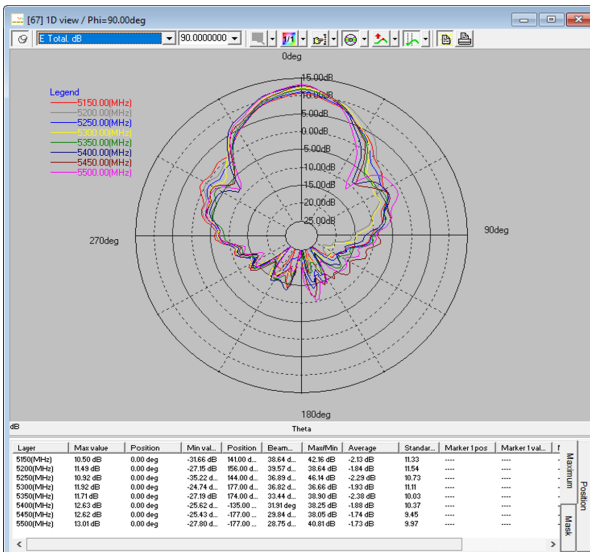 [67] 1D view / Phi=90.00deg
E Total. dB 90.0000000 1/1
0deg
Legend
5150.00(MHz)
5200.00(MHz)
5250.00(MHz)
5300.00(MHz)
5350.00(MHz)
5400.00(MHz)
5450.00(MHz)
5500.00(MHz)
15.00dB
10.00dB
5.00dB
0.00dB
-5.00dB
-10.00dB
-15.00dB
-20.00dB
-25.00dB
270deg
90deg
180deg
dB Theta
Layer Max value Position Min val... Position Beam... Max/Min Average Standar... Marker 1 pos Marker 1 val...
5150(MHz) 10.50 dB 0.00 deg -31.66 dB 141.00 d... 38.64 d... 42.16 dB -2.13 dB 11.33 ---- ----
5200(MHz) 11.49 dB 0.00 deg -27.15 dB 156.00 d... 39.57 d... 38.64 dB -1.84 dB 11.54 ---- ----
5250(MHz) 10.92 dB 0.00 deg -35.22 d... 144.00 d... 36.89 d... 46.14 dB -2.29 dB 10.73 ---- ----
5300(MHz) 11.92 dB 0.00 deg -24.74 d... 177.00 d... 36.82 d... 36.66 dB -1.93 dB 11.11 ---- ----
5350(MHz) 11.71 dB 0.00 deg -27.19 dB 174.00 d... 33.44 d... 38.90 dB -2.38 dB 10.03 ---- ----
5400(MHz) 12.63 dB 0.00 deg -25.62 d... -135.00 ... 31.91 deg 38.25 dB -1.88 dB 10.37 ---- ----
5450(MHz) 12.62 dB 0.00 deg -25.43 d... -177.00 ... 29.84 d... 38.05 dB -1.74 dB 9.45 ---- ----
5501(MHz) 13.01 dB 0.00 deg -27.80 d... -177.00 ... 28.75 d... 40.81 dB -1.73 dB 9.97 ---- ----
Maximum
Mask
Position